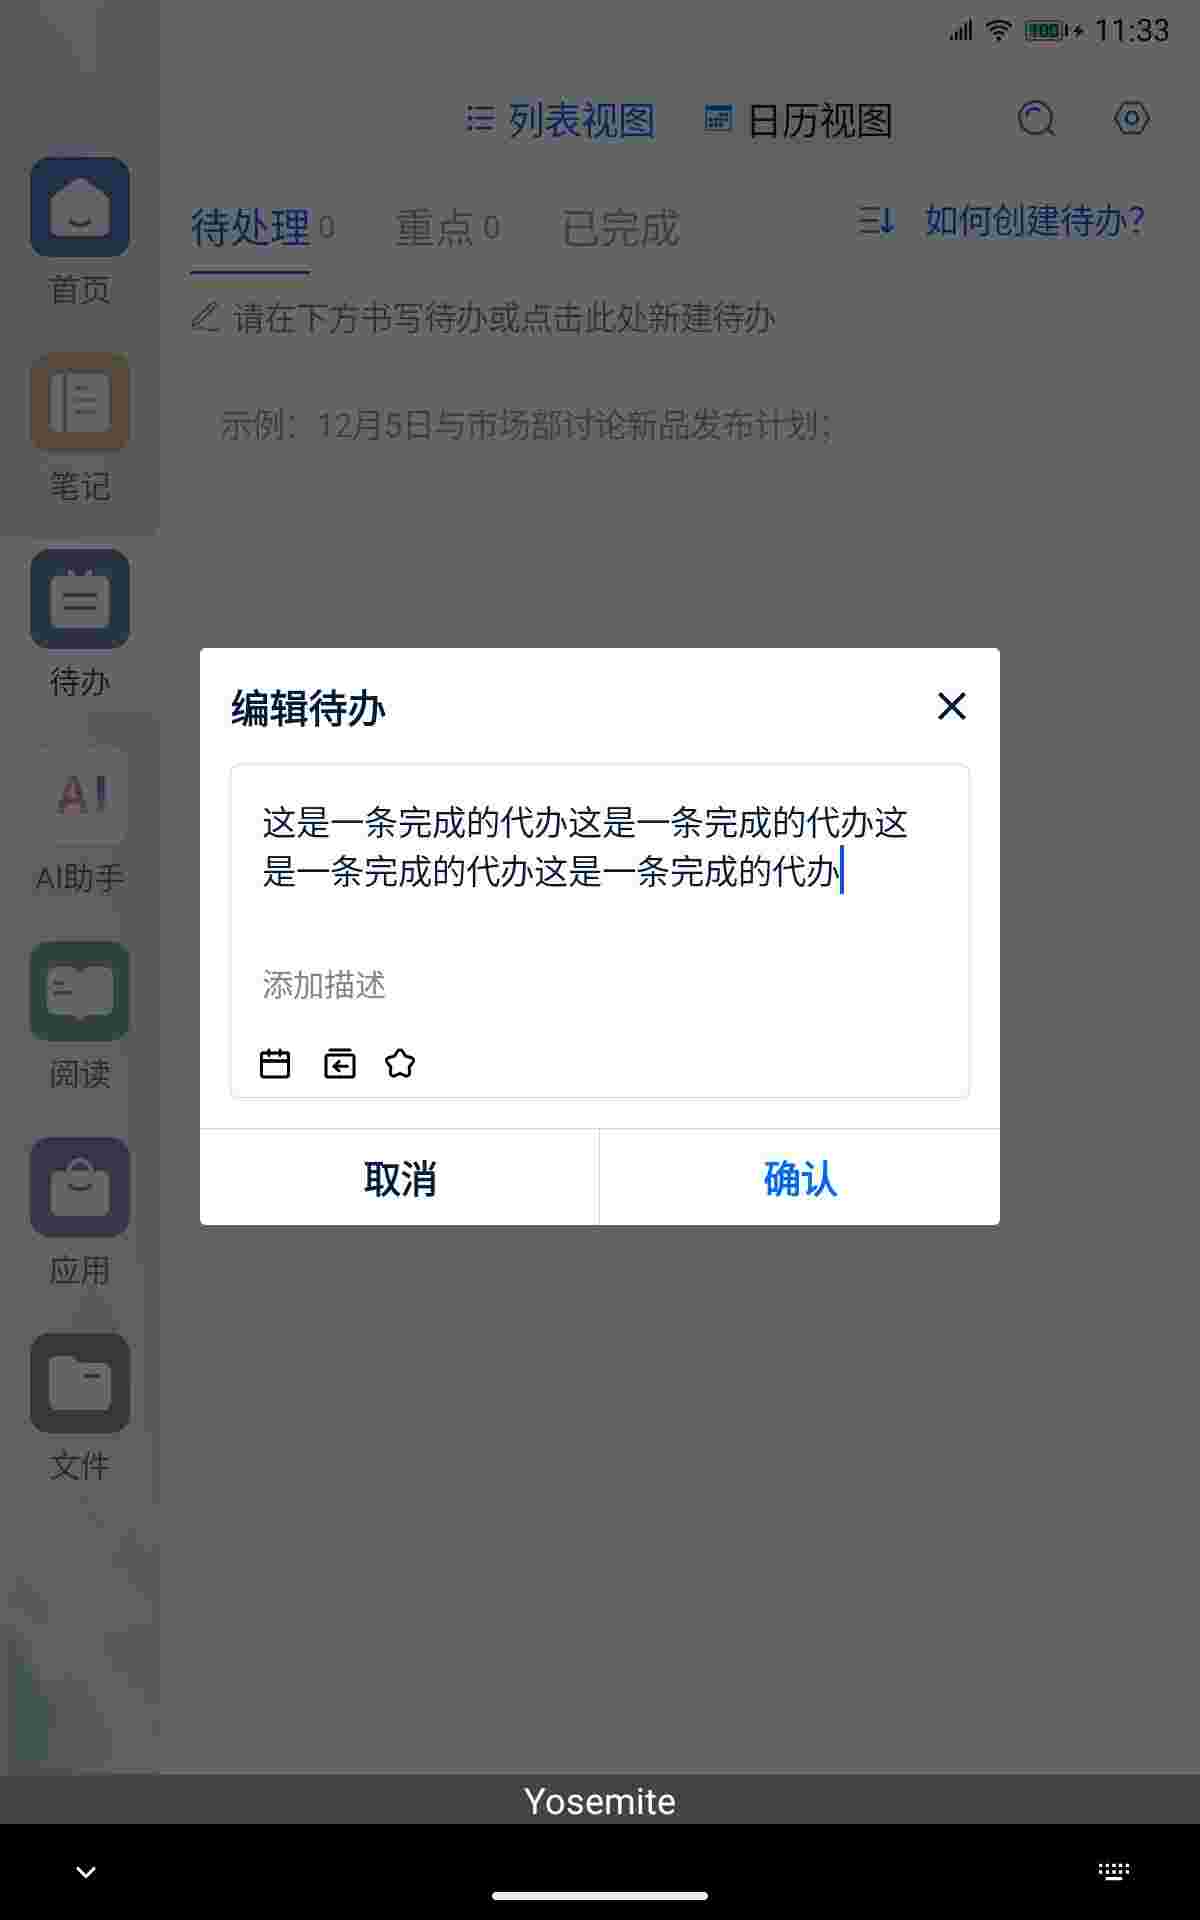 100 11:33
列表视图 日历视图
待处理 0 重点 0 已完成 如何创建待办?
请在下方书写待办或点击此处新建待办
示例：12月5日与市场部讨论新品发布计划；
首页
笔记
待办
AI
AI助手
阅读
应用
文件
编辑待办
这是一条完成的代办这是一条完成的代办这
是一条完成的代办这是一条完成的代办
添加描述
取消 确认
Yosemite